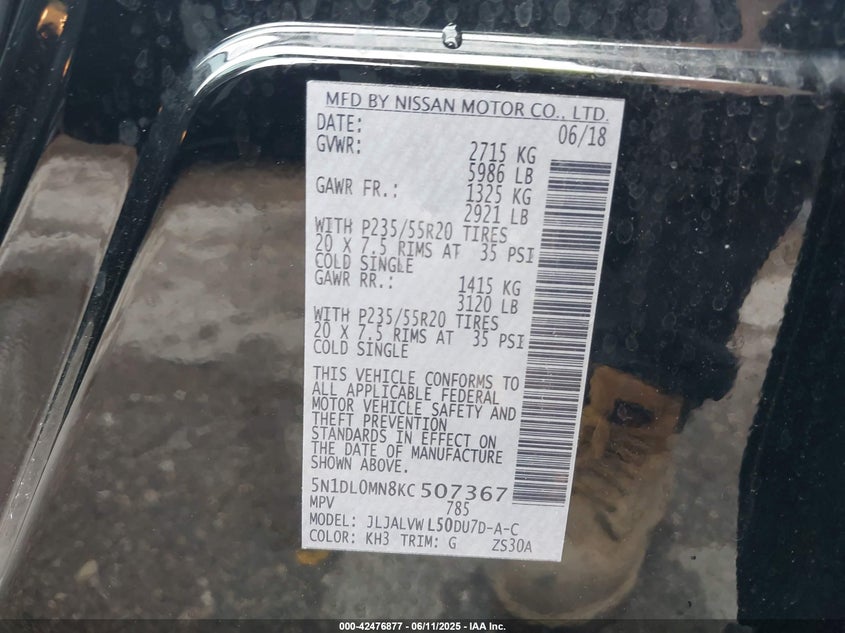 MFD BY NISSAN MOTOR CO., LTD.
DATE: 06/18
GVWR: 2715 KG
5986 LB
GAWR FR.: 1325 KG
2921 LB
WITH P235/55R20 TIRES
20 X 7.5 RIMS AT 35 PSI
COLD SINGLE
GAWR RR.: 1415 KG
3120 LB
WITH P235/55R20 TIRES
20 X 7.5 RIMS AT 35 PSI
COLD SINGLE
THIS VEHICLE CONFORMS TO
ALL APPLICABLE FEDERAL
MOTOR VEHICLE SAFETY AND
THEFT PREVENTION
STANDARDS IN EFFECT ON
THE DATE OF MANUFACTURE
SHOWN ABOVE.
5N1DL0MN8KC507367
MPV 785
MODEL: JLJALVWL50DU7D-A-C
COLOR: KH3 TRIM: G ZS30A
000-42476877 - 06/11/2025 - IAA Inc.